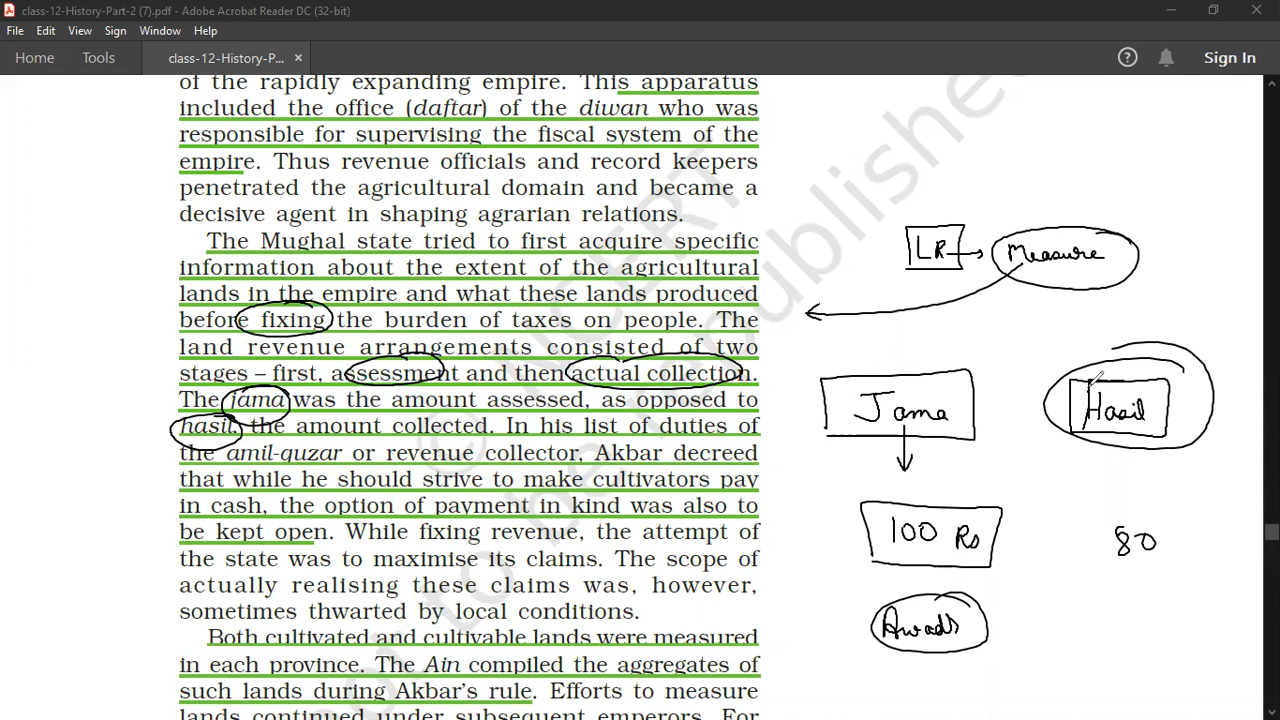 class-12-History-Part-2 (7).pdf - Adobe Acrobat Reader DC (32-bit)
File Edit View Sign Window Help
Home Tools class-12-History-P... × Sign In
of the rapidly expanding empire. This apparatus
included the office (daftar) of the diwan who was
responsible for supervising the fiscal system of the
empire. Thus revenue officials and record keepers
penetrated the agricultural domain and became a
decisive agent in shaping agrarian relations.
The Mughal state tried to first acquire specific
information about the extent of the agricultural
lands in the empire and what these lands produced
before fixing the burden of taxes on people. The
land revenue arrangements consisted of two
stages – first, assessment and then actual collection.
The jama was the amount assessed, as opposed to
hasil, the amount collected. In his list of duties of
the amil-guzar or revenue collector, Akbar decreed
that while he should strive to make cultivators pay
in cash, the option of payment in kind was also to
be kept open. While fixing revenue, the attempt of
the state was to maximise its claims. The scope of
actually realising these claims was, however,
sometimes thwarted by local conditions.
Both cultivated and cultivable lands were measured
in each province. The Ain compiled the aggregates of
such lands during Akbar's rule. Efforts to measure
lands continued under subsequent emperors. For
LR Measure
Jama Hasil
100 Rs 80
Awadh
© NCERT
not to be republished